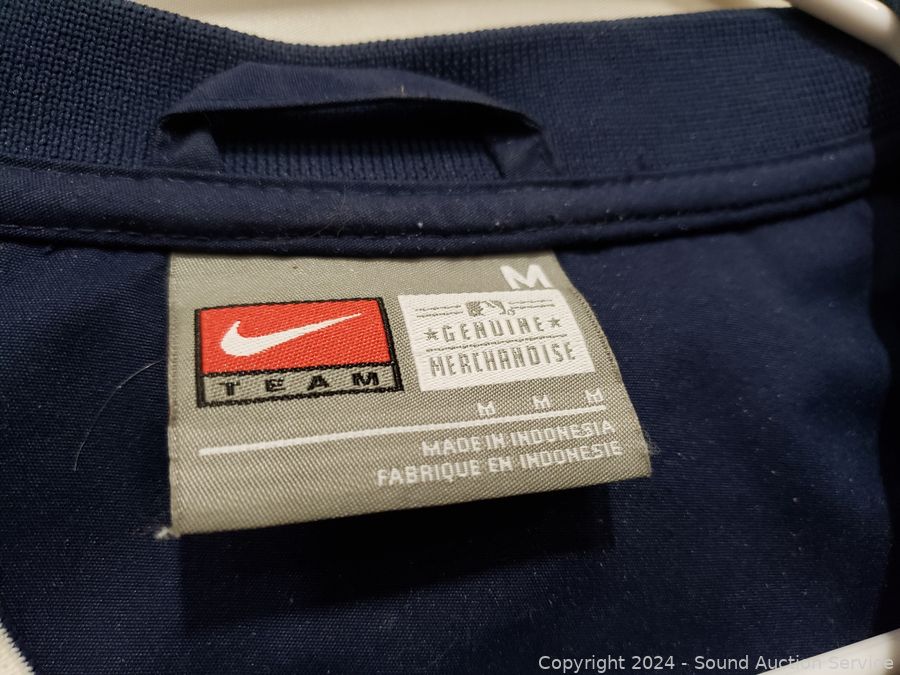 M
TEAM
★ GENUINE ★
MERCHANDISE
M M M
MADE IN INDONESIA
FABRIQUE EN INDONESIE
Copyright 2024 - Sound Auction Service